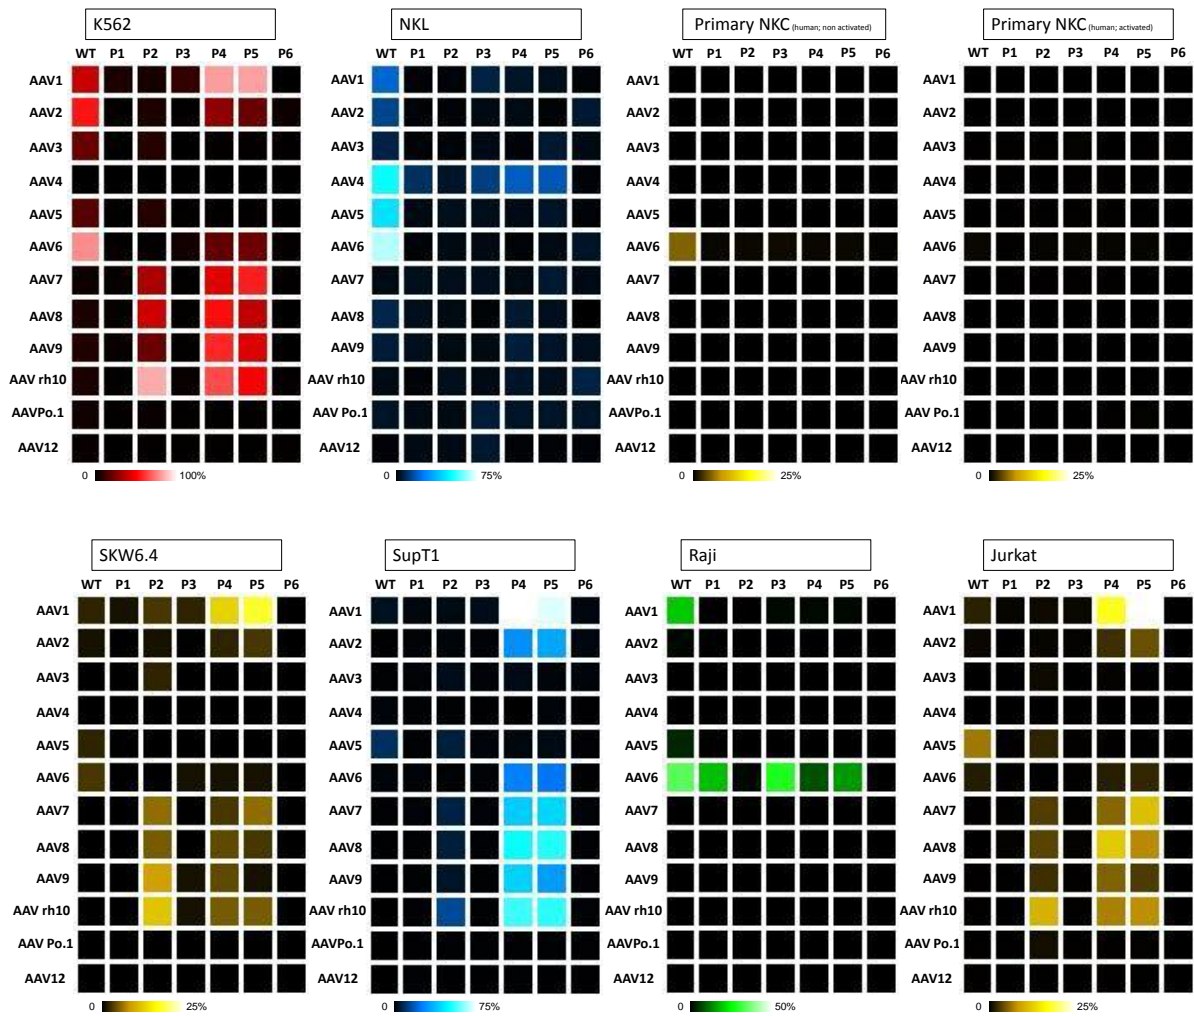 K562 NKL Primary NKC (human; non activated) Primary NKC (human; activated)
WT P1 P2 P3 P4 P5 P6 WT P1 P2 P3 P4 P5 P6 WT P1 P2 P3 P4 P5 P6 WT P1 P2 P3 P4 P5 P6
AAV1 AAV1 AAV1 AAV1
AAV2 AAV2 AAV2 AAV2
AAV3 AAV3 AAV3 AAV3
AAV4 AAV4 AAV4 AAV4
AAV5 AAV5 AAV5 AAV5
AAV6 AAV6 AAV6 AAV6
AAV7 AAV7 AAV7 AAV7
AAV8 AAV8 AAV8 AAV8
AAV9 AAV9 AAV9 AAV9
AAV rh10 AAV rh10 AAV rh10 AAV rh10
AAVPo.1 AAVPo.1 AAVPo.1 AAV Po.1
AAV12 AAV12 AAV12 AAV12
0 100% 0 75% 0 25% 0 25%
SKW6.4 SupT1 Raji Jurkat
WT P1 P2 P3 P4 P5 P6 WT P1 P2 P3 P4 P5 P6 WT P1 P2 P3 P4 P5 P6 WT P1 P2 P3 P4 P5 P6
AAV1 AAV1 AAV1 AAV1
AAV2 AAV2 AAV2 AAV2
AAV3 AAV3 AAV3 AAV3
AAV4 AAV4 AAV4 AAV4
AAV5 AAV5 AAV5 AAV5
AAV6 AAV6 AAV6 AAV6
AAV7 AAV7 AAV7 AAV7
AAV8 AAV8 AAV8 AAV8
AAV9 AAV9 AAV9 AAV9
AAV rh10 AAV rh10 AAV rh10 AAV rh10
AAV Po.1 AAVPo.1 AAVPo.1 AAV Po.1
AAV12 AAV12 AAV12 AAV12
0 25% 0 75% 0 50% 0 25%